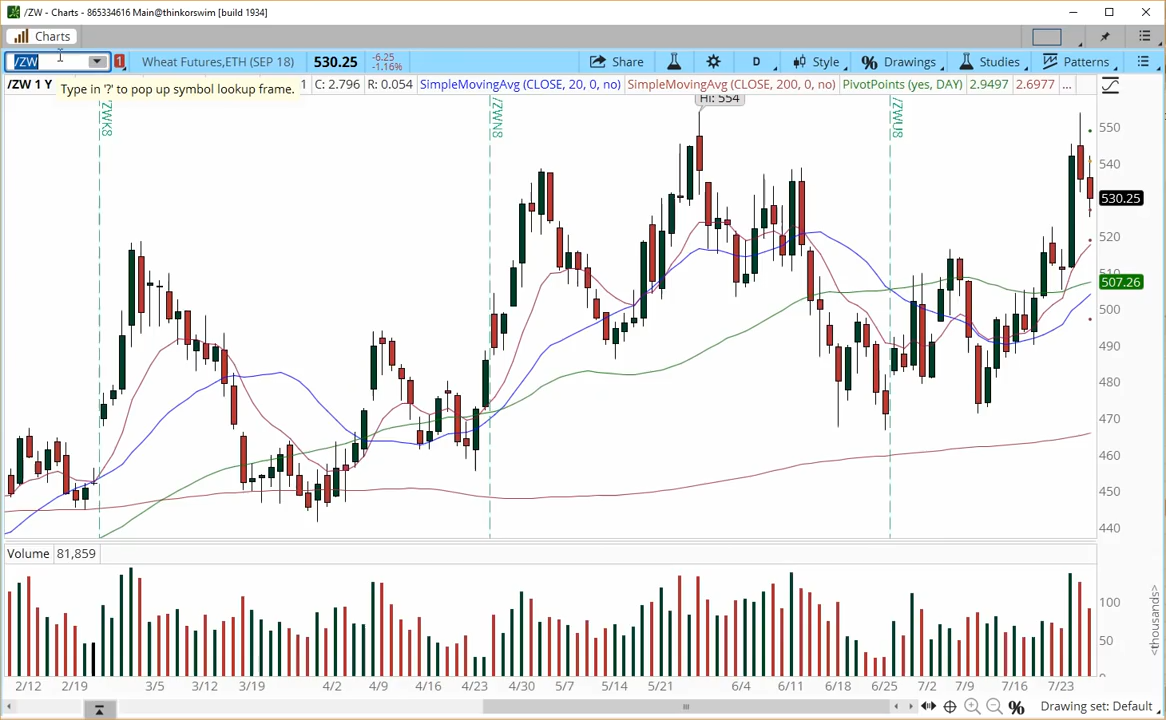 /ZW - Charts - 865334616 Main@thinkorswim [build 1934]
Charts
/ZW 1 Wheat Futures,ETH (SEP 18) 530.25 -6.25 -1.16% Share D Style % Drawings Studies Patterns
/ZW 1 Y Type in '?' to pop up symbol lookup frame. C: 2.796 R: 0.054 SimpleMovingAvg (CLOSE, 20, 0, no) SimpleMovingAvg (CLOSE, 200, 0, no) PivotPoints (yes, DAY) 2.9497 2.6977 ...
Hi: 554
/ZWK8
/ZWN8
/ZWU8
550
540
530.25
520
510
507.26
500
490
480
470
460
450
440
Volume 81,859
100
50
<thousands>
2/12 2/19 3/5 3/12 3/19 4/2 4/9 4/16 4/23 4/30 5/7 5/14 5/21 6/4 6/11 6/18 6/25 7/2 7/9 7/16 7/23
% Drawing set: Default